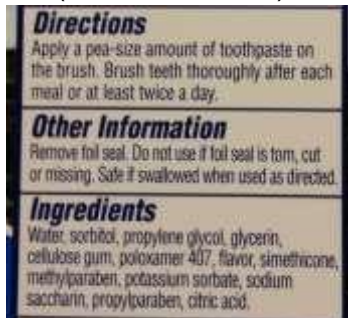 Directions
Apply a pea-size amount of toothpaste on
the brush. Brush teeth thoroughly after each
meal or at least twice a day.
Other Information
Remove foil seal. Do not use if foil seal is torn, cut
or missing. Safe if swallowed when used as directed.
Ingredients
Water, sorbitol, propylene glycol, glycerin,
cellulose gum, poloxamer 407, flavor, simethicone,
methylparaben, potassium sorbate, sodium
saccharin, propylparaben, citric acid.